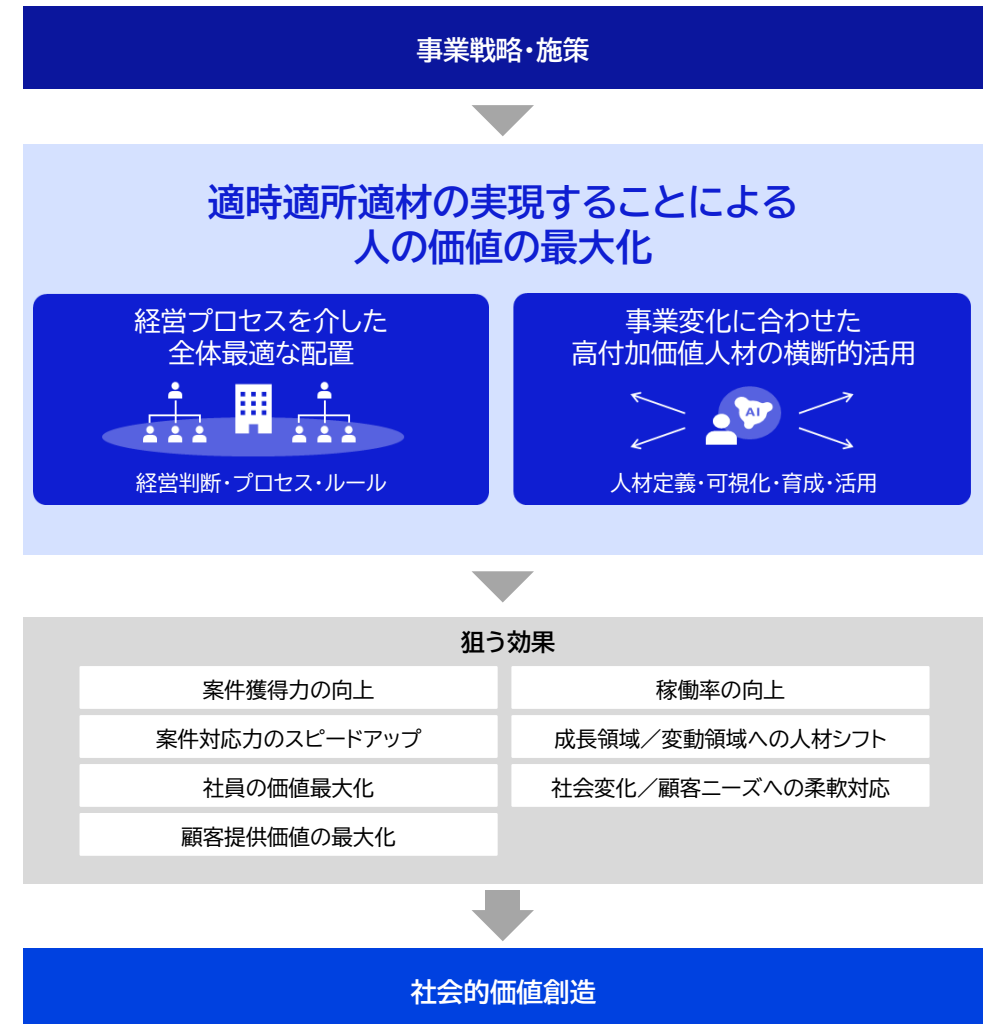 事業戦略・施策
適時適所適材の実現することによる
人の価値の最大化
経営プロセスを介した
全体最適な配置
経営判断・プロセス・ルール
事業変化に合わせた
高付加価値人材の横断的活用
AI
人材定義・可視化・育成・活用
狙う効果
案件獲得力の向上
稼働率の向上
案件対応力のスピードアップ
成長領域／変動領域への人材シフト
社員の価値最大化
社会変化／顧客ニーズへの柔軟対応
顧客提供価値の最大化
社会的価値創造